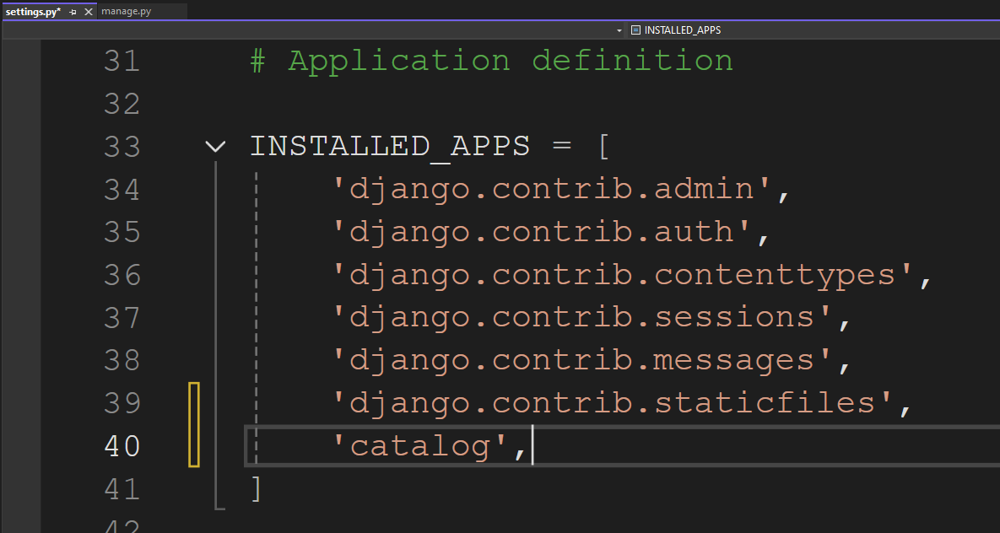 settings.py* manage.py
INSTALLED_APPS
31 # Application definition
32
33 INSTALLED_APPS = [
34 'django.contrib.admin',
35 'django.contrib.auth',
36 'django.contrib.contenttypes',
37 'django.contrib.sessions',
38 'django.contrib.messages',
39 'django.contrib.staticfiles',
40 'catalog',
41 ]
42